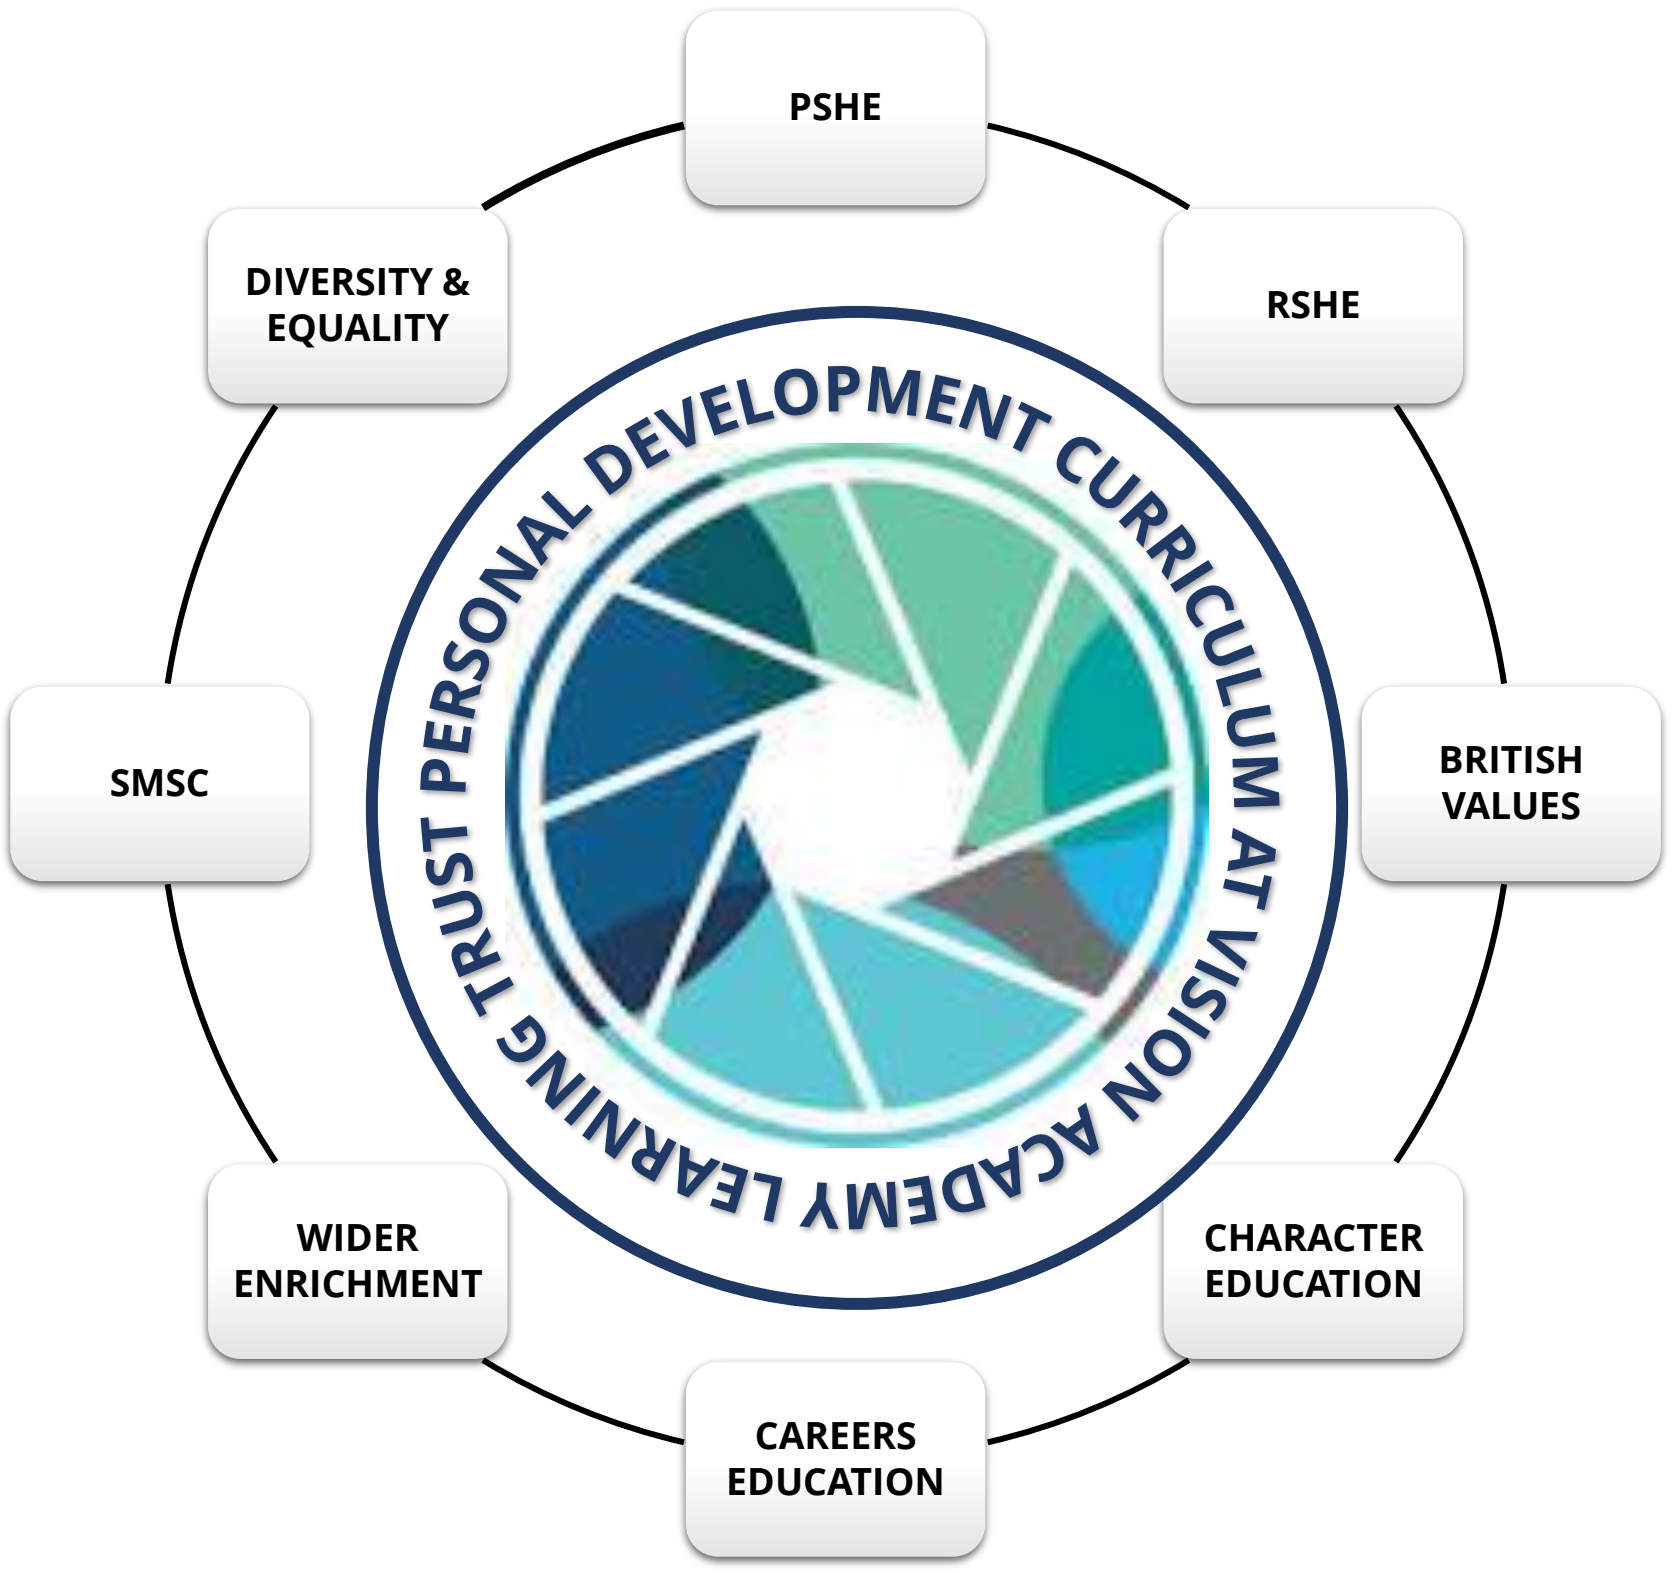 PSHE
RSHE
BRITISH
VALUES
CHARACTER
EDUCATION
CAREERS
EDUCATION
WIDER
ENRICHMENT
SMSC
DIVERSITY &
EQUALITY
PERSONAL DEVELOPMENT CURRICULUM AT VISION ACADEMY LEARNING TRUST